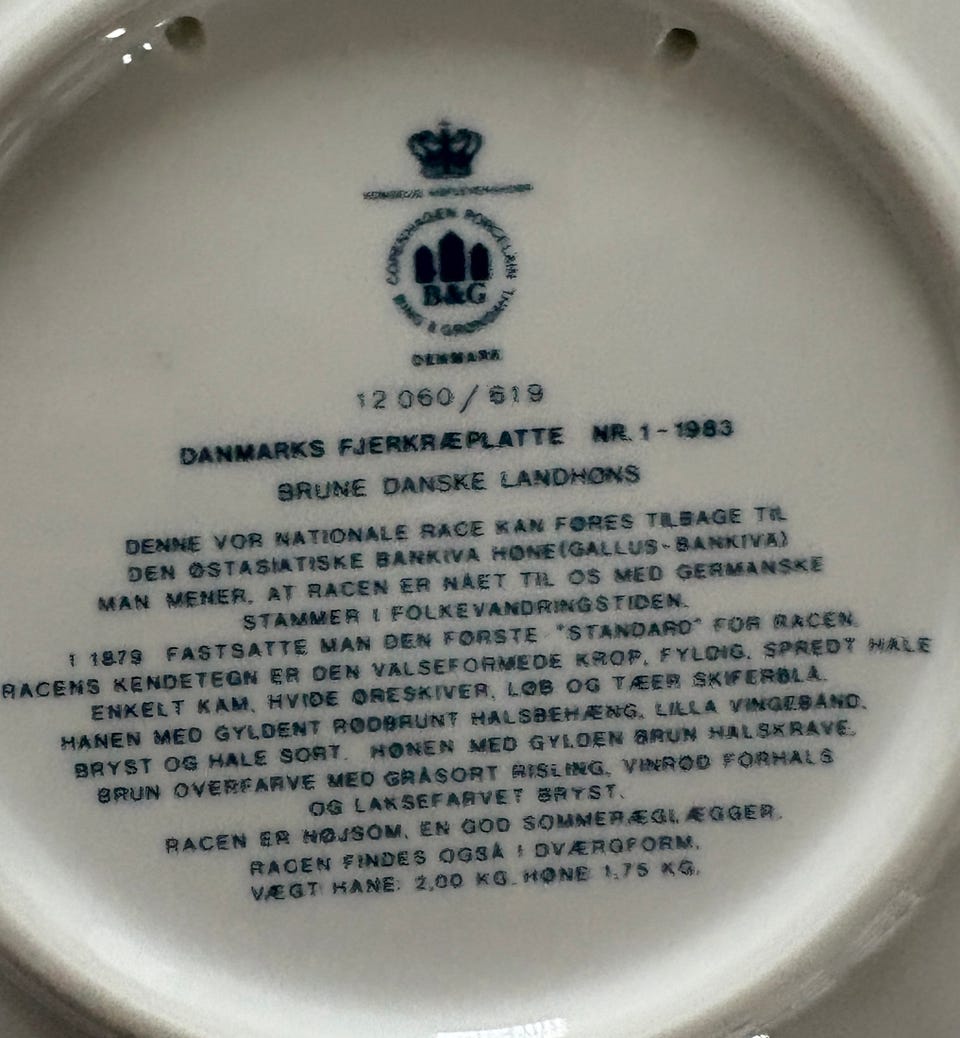 KONGELIG HOFLEVERANDØR
COPENHAGEN PORCELAIN
B&G
BING & GRØNDAHL
DENMARK
12060/619
DANMARKS FJERKRÆPLATTE NR. 1-1983
BRUNE DANSKE LANDHØNS
DENNE VOR NATIONALE RACE KAN FØRES TILBAGE TIL
DEN ØSTASIATISKE BANKIVA HØNE(GALLUS-BANKIVA)
MAN MENER, AT RACEN ER NÅET TIL OS MED GERMANSKE
STAMMER I FOLKEVANDRINGSTIDEN.
I 1879 FASTSATTE MAN DEN FØRSTE "STANDARD" FOR RACEN.
RACENS KENDETEGN ER DEN VALSEFORMEDE KROP, FYLDIG, SPREDT HALE
ENKELT KAM, HVIDE ØRESKIVER, LØB OG TÆER SKIFERBLÅ.
HANEN MED GYLDENT RØDBRUNT HALSBEHÆNG, LILLA VINGEBÅND,
BRYST OG HALE SORT. HØNEN MED GYLDEN BRUN HALSKRAVE,
BRUN OVERFARVE MED GRÅSORT RISLING, VINRØD FORHALS
OG LAKSEFARVET BRYST.
RACEN ER NØJSOM, EN GOD SOMMERÆGLÆGGER.
RACEN FINDES OGSÅ I DVÆRGFORM,
VÆGT HANE: 2,00 KG. HØNE 1,75 KG,